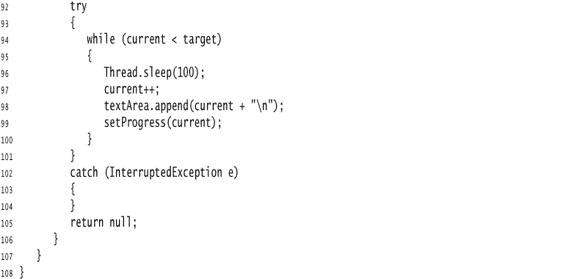 92 try
93 {
94 while (current < target)
95 {
96 Thread.sleep(100);
97 current++;
98 textArea.append(current + "\n");
99 setProgress(current);
100 }
101 }
102 catch (InterruptedException e)
103 {
104 }
105 return null;
106 }
107 }
108 }